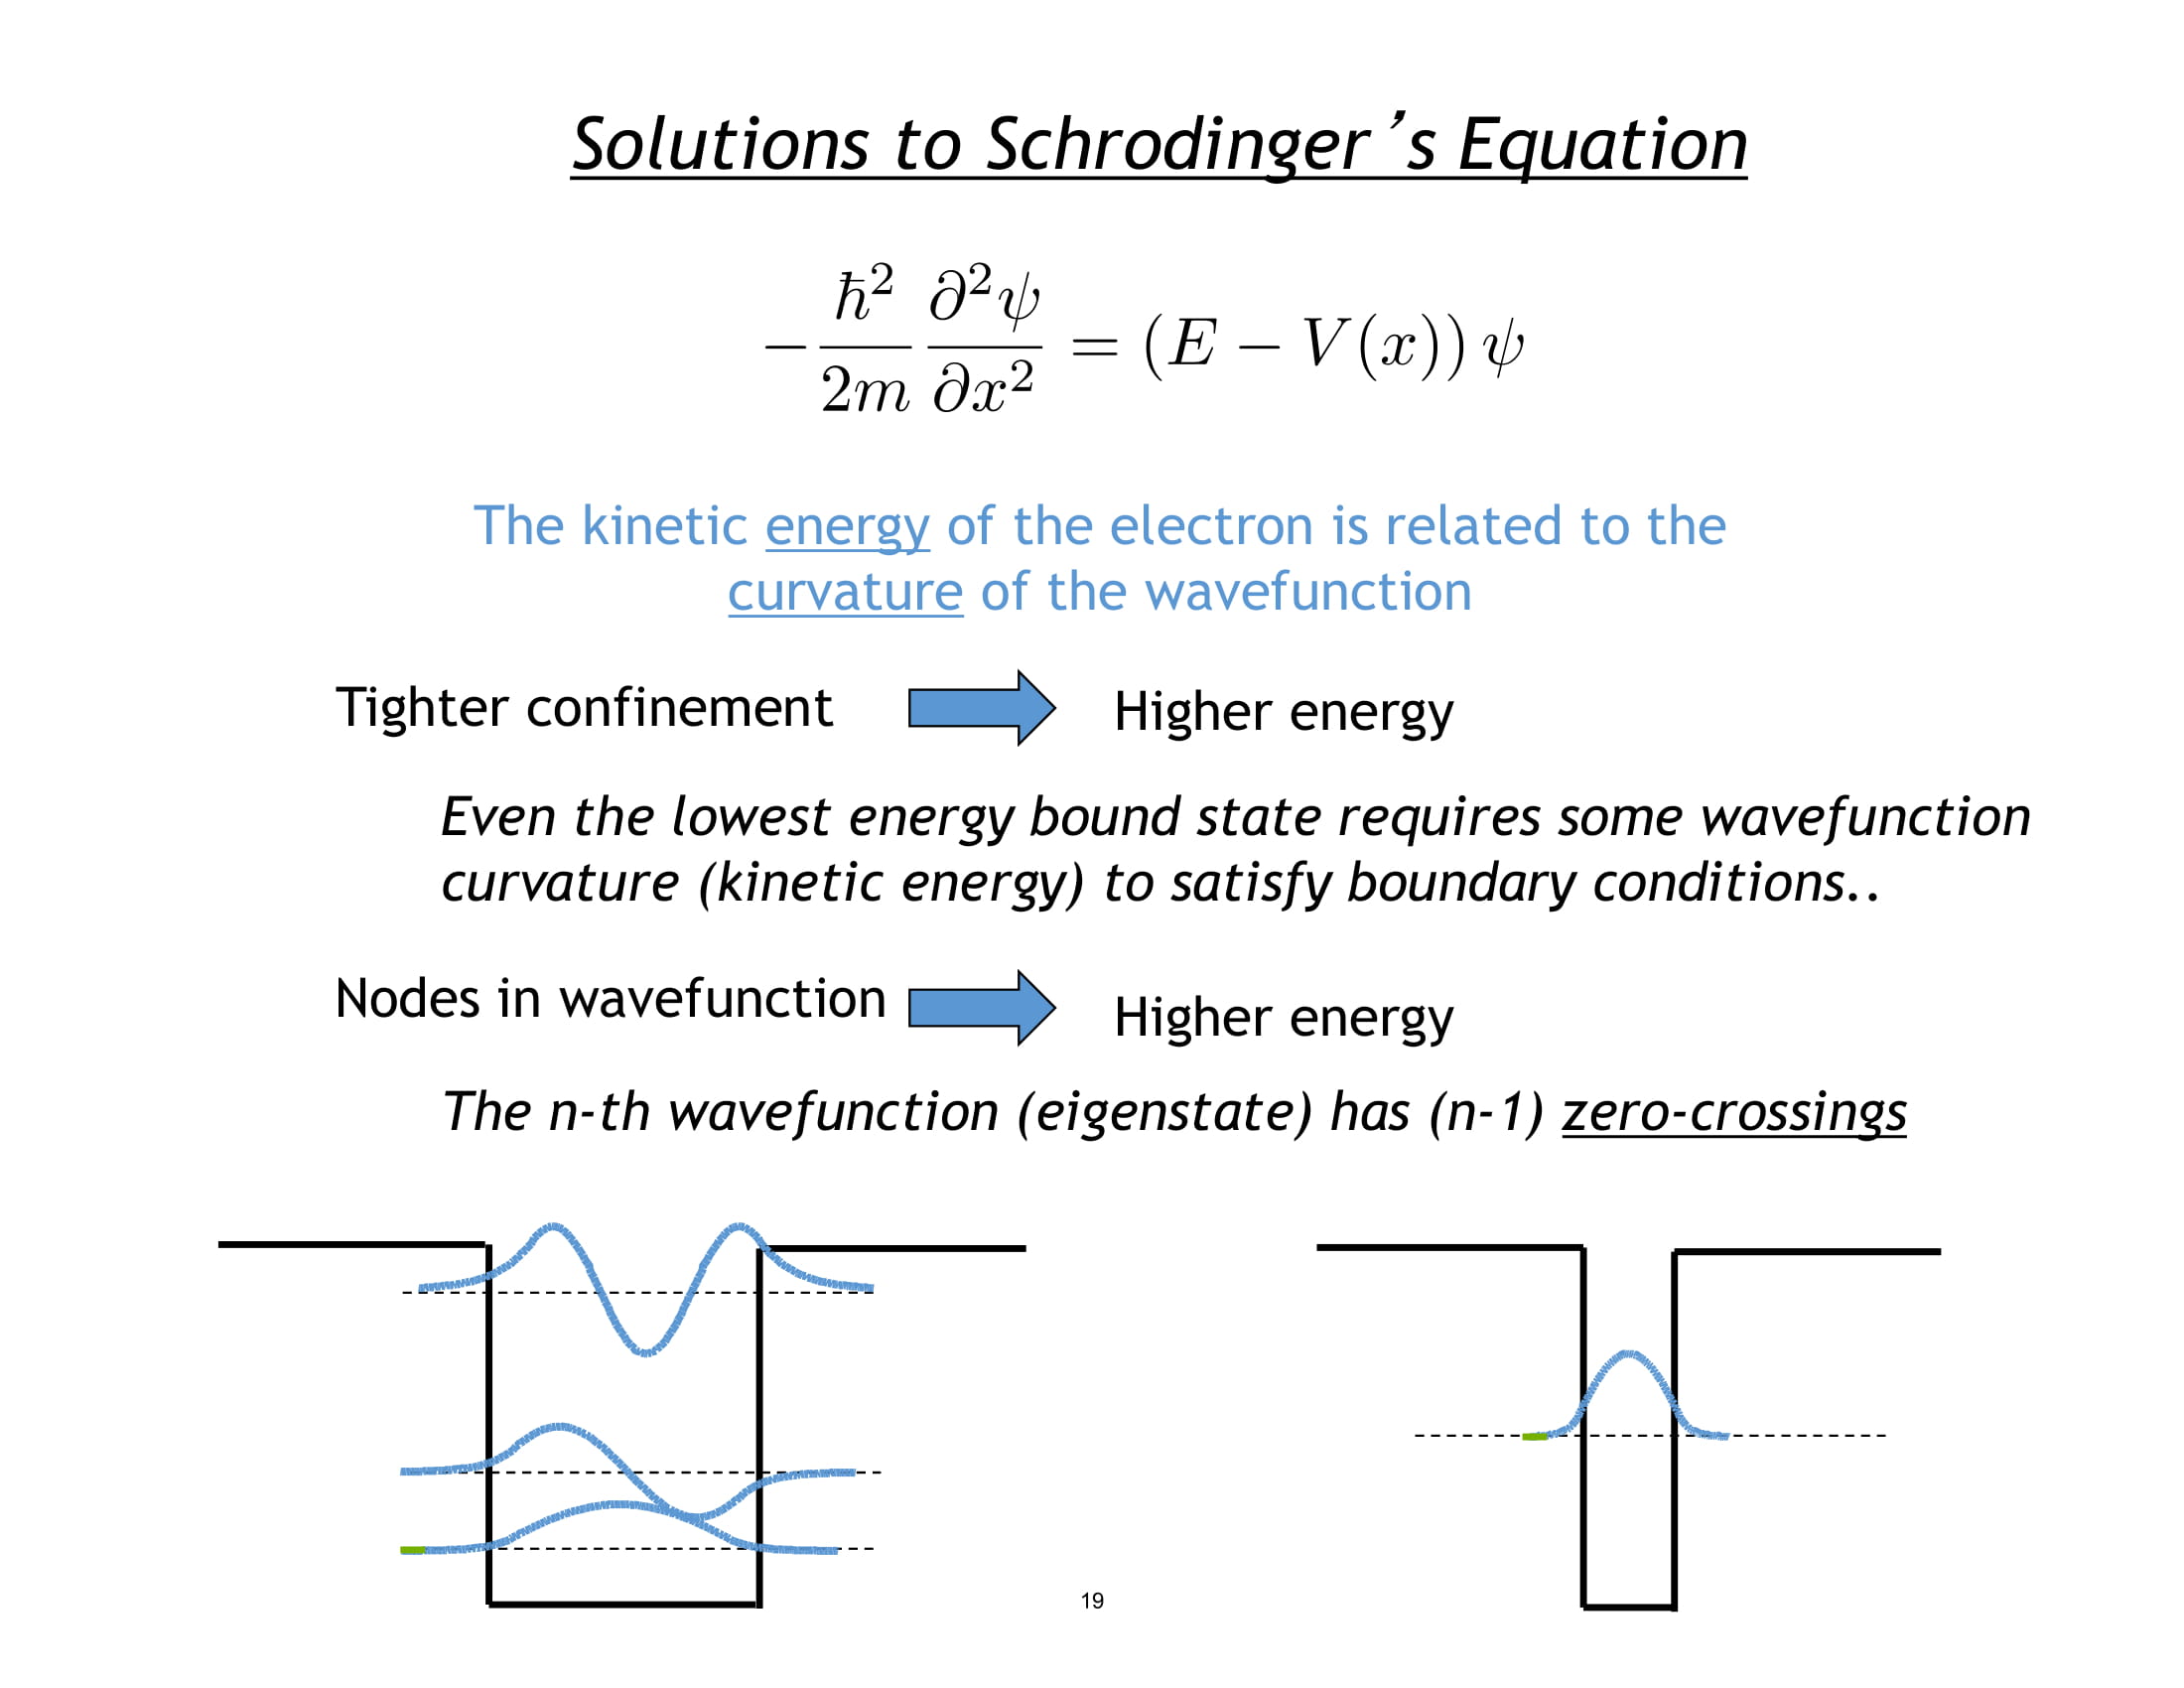 Solutions to Schrodinger´s Equation
$-\frac{\hbar^2}{2m}\frac{\partial^2\psi}{\partial x^2} = (E - V(x))\,\psi$
The kinetic energy of the electron is related to the
curvature of the wavefunction
Tighter confinement
Higher energy
Even the lowest energy bound state requires some wavefunction
curvature (kinetic energy) to satisfy boundary conditions..
Nodes in wavefunction
Higher energy
The n-th wavefunction (eigenstate) has (n-1) zero-crossings
19